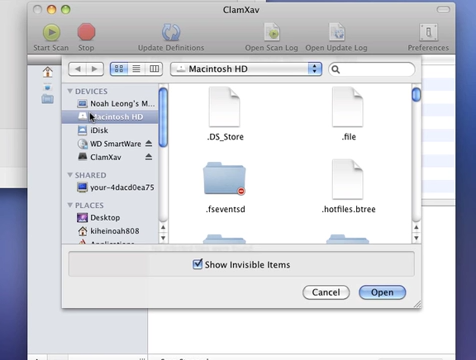 ClamXav
Start Scan
Stop
Update Definitions
Open Scan Log
Open Update Log
Preferences
Macintosh HD
DEVICES
Noah Leong's M...
Macintosh HD
iDisk
WD SmartWare
ClamXav
SHARED
your-4dacd0ea75
PLACES
Desktop
kiheinoah808
Applications
.DS_Store
.file
.fseventsd
.hotfiles.btree
Show Invisible Items
Cancel
Open